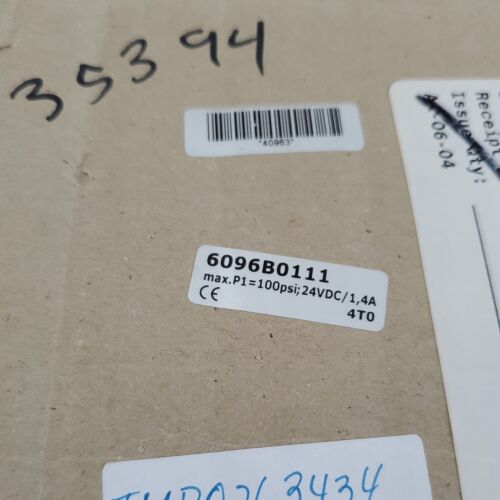 35394
*40963*
Receipt
Issue Qty:
A -06-04
6096B0111
max.P1=100psi;24VDC/1,4A
CE
4T0